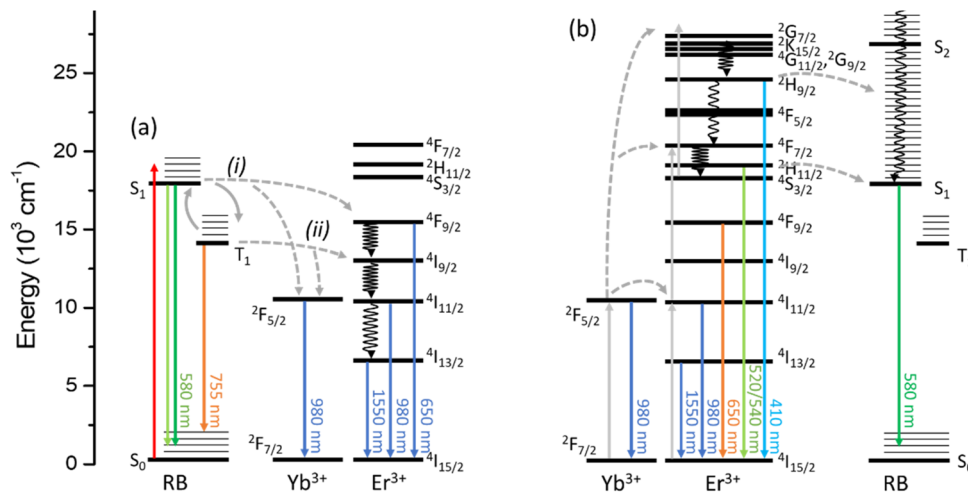 (a)
(b)
Energy (10³ cm⁻¹)
25
20
15
10
5
0
S₁
T₁
S₀
RB
(i)
(ii)
580 nm
755 nm
²F₅/₂
²F₇/₂
980 nm
Yb³⁺
⁴F₇/₂
²H₁₁/₂
⁴S₃/₂
⁴F₉/₂
⁴I₉/₂
⁴I₁₁/₂
⁴I₁₃/₂
⁴I₁₅/₂
1550 nm
980 nm
650 nm
Er³⁺
²F₅/₂
²F₇/₂
980 nm
Yb³⁺
²G₇/₂
²K₁₅/₂
⁴G₁₁/₂,²G₉/₂
²H₉/₂
⁴F₅/₂
⁴F₇/₂
²H₁₁/₂
⁴S₃/₂
⁴F₉/₂
⁴I₉/₂
⁴I₁₁/₂
⁴I₁₃/₂
⁴I₁₅/₂
1550 nm
980 nm
650 nm
520/540 nm
410 nm
Er³⁺
S₂
S₁
T
580 nm
S
RB